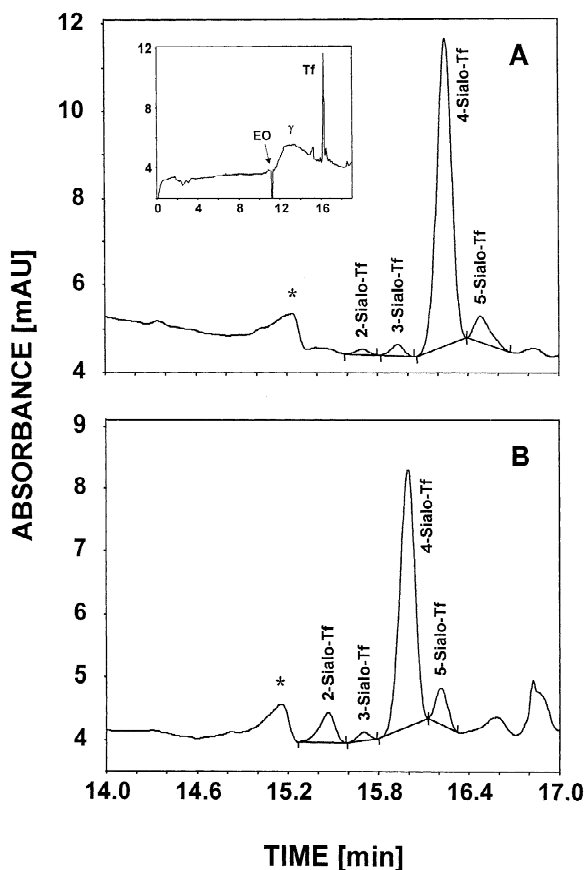 ABSORBANCE [mAU]
12
10
8
6
4
A
12
8
4
0
4
8
12
16
EO
γ
Tf
*
2-Sialo-Tf
3-Sialo-Tf
4-Sialo-Tf
5-Sialo-Tf
9
8
7
6
5
4
B
*
2-Sialo-Tf
3-Sialo-Tf
4-Sialo-Tf
5-Sialo-Tf
14.0
14.6
15.2
15.8
16.4
17.0
TIME [min]